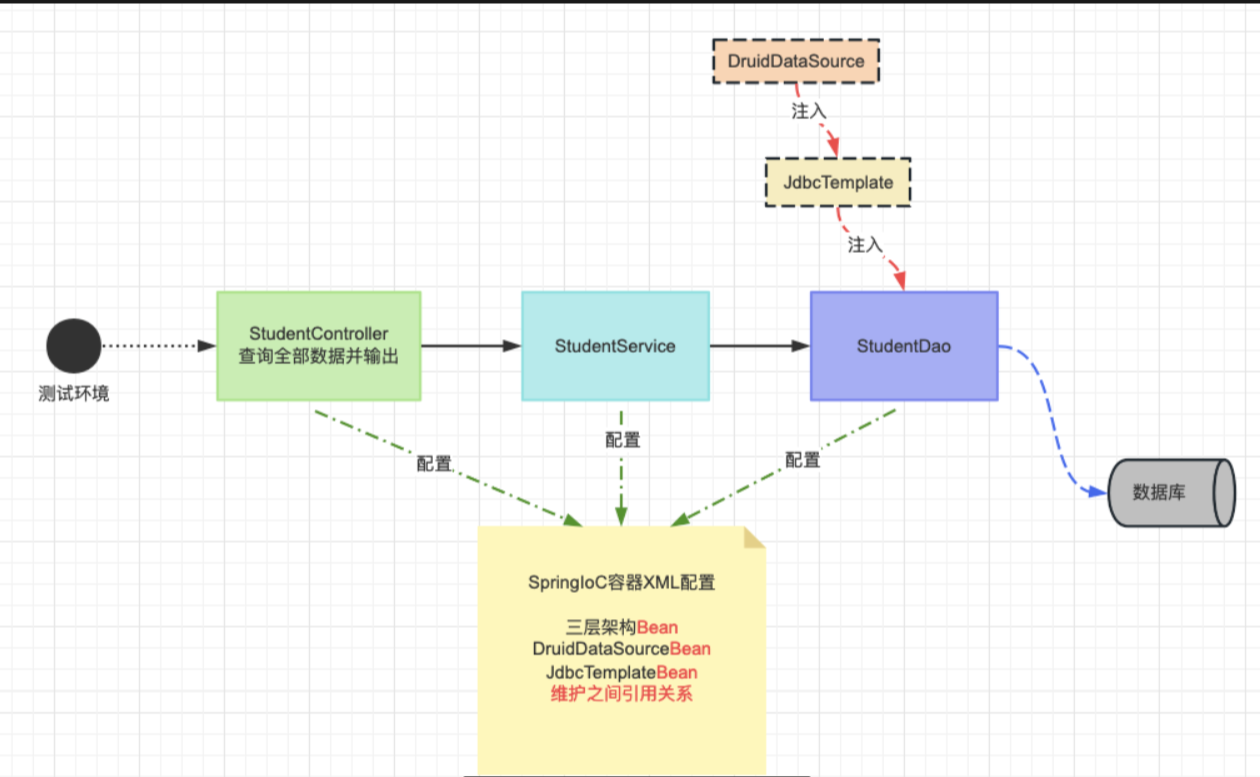 DruidDataSource
注入
JdbcTemplate
注入
StudentController
查询全部数据并输出
StudentService
StudentDao
测试环境
配置
配置
配置
数据库
SpringIoC容器XML配置
三层架构Bean
DruidDataSourceBean
JdbcTemplateBean
维护之间引用关系